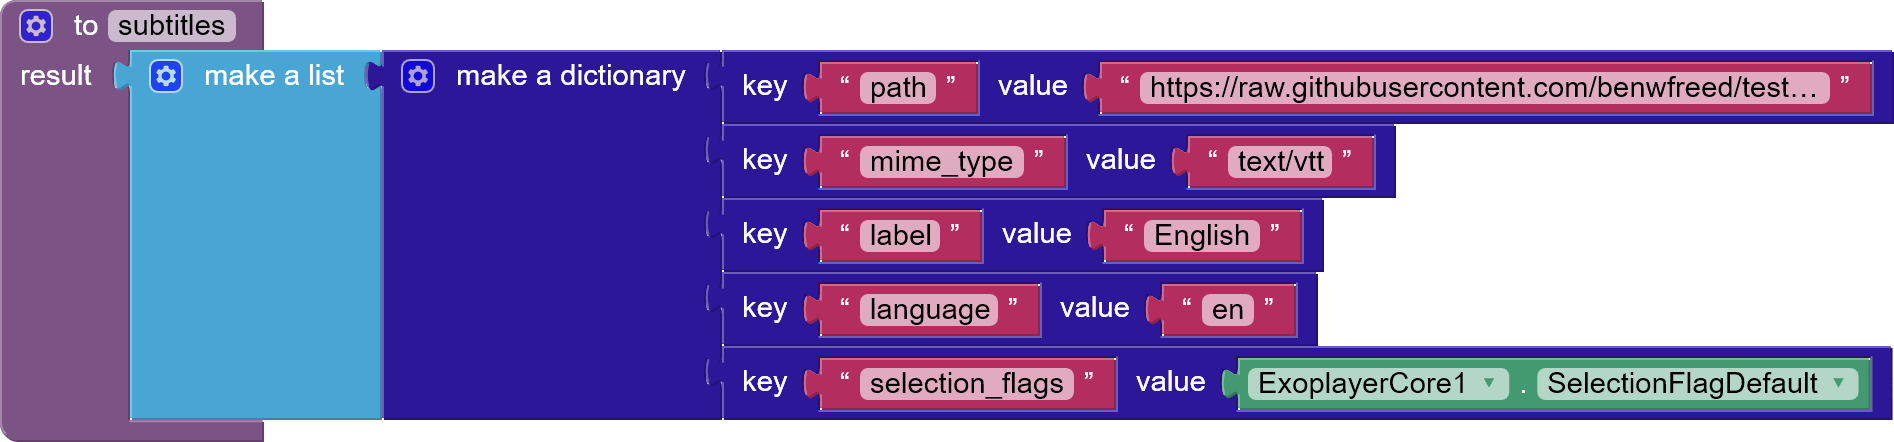 to subtitles
result make a list make a dictionary key “ path ” value “ https://raw.githubusercontent.com/benwfreed/test... ”
key “ mime_type ” value “ text/vtt ”
key “ label ” value “ English ”
key “ language ” value “ en ”
key “ selection_flags ” value ExoplayerCore1 ▼ . SelectionFlagDefault ▼